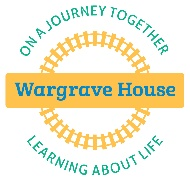 ON A JOURNEY TOGETHER
Wargrave House
LEARNING ABOUT LIFE